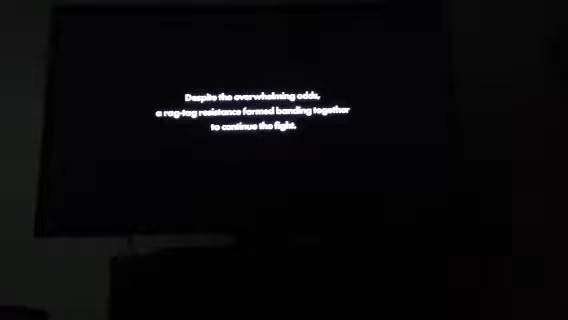 Despite the overwhelming odds,
a rag-tag resistance formed banding together
to continue the fight.